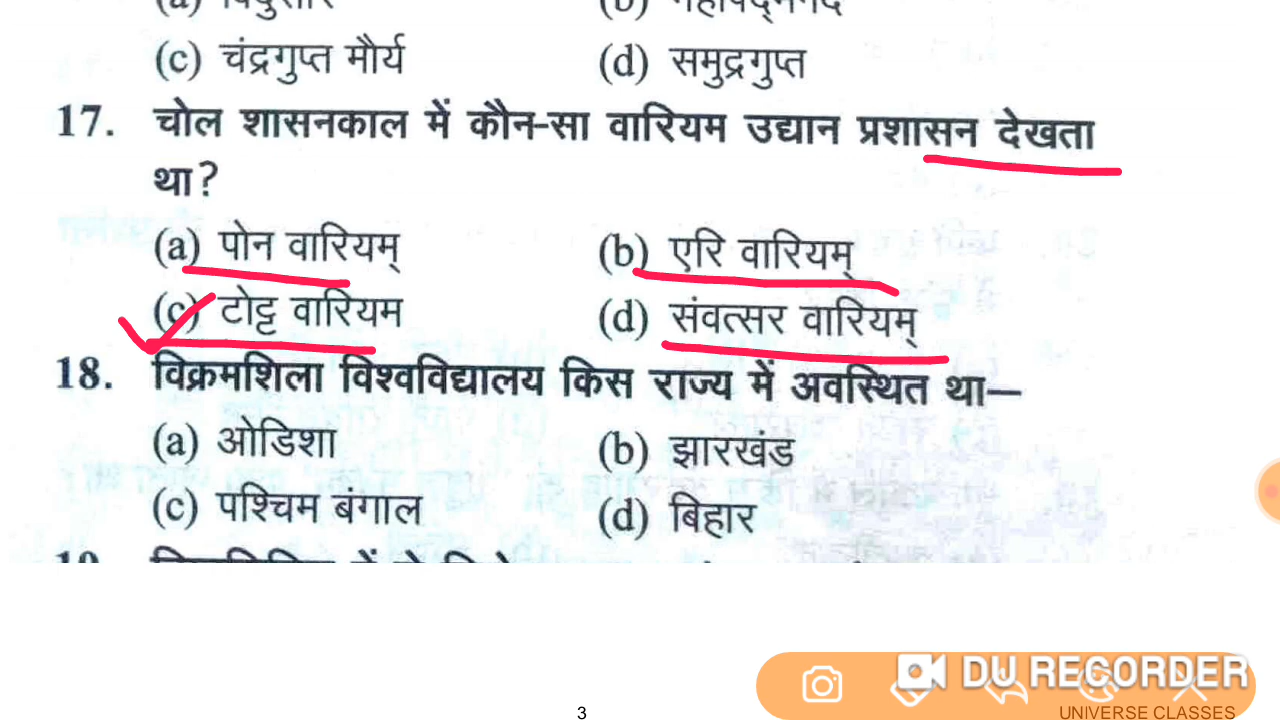 (c) चंद्रगुप्त मौर्य (d) समुद्रगुप्त
17. चोल शासनकाल में कौन-सा वारियम उद्यान प्रशासन देखता
था?
(a) पोन वारियम् (b) एरि वारियम्
(c) टोट्ट वारियम (d) संवत्सर वारियम्
18. विक्रमशिला विश्वविद्यालय किस राज्य में अवस्थित था—
(a) ओडिशा (b) झारखंड
(c) पश्चिम बंगाल (d) बिहार
DU RECORDER
3 UNIVERSE CLASSES